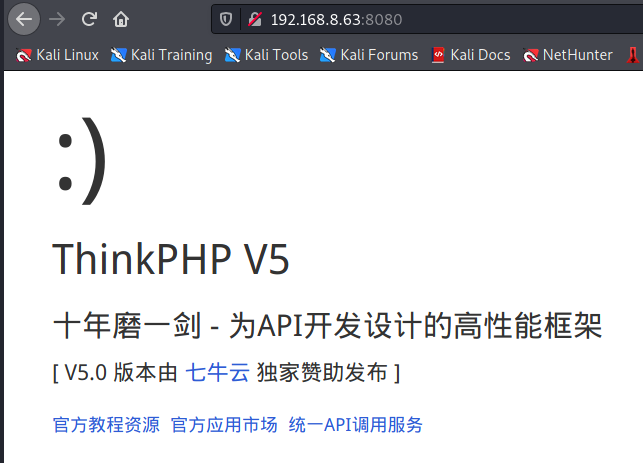 192.168.8.63:8080
Kali Linux Kali Training Kali Tools Kali Forums Kali Docs NetHunter
:)
ThinkPHP V5
十年磨一剑 - 为API开发设计的高性能框架
[ V5.0 版本由 七牛云 独家赞助发布 ]
官方教程资源 官方应用市场 统一API调用服务